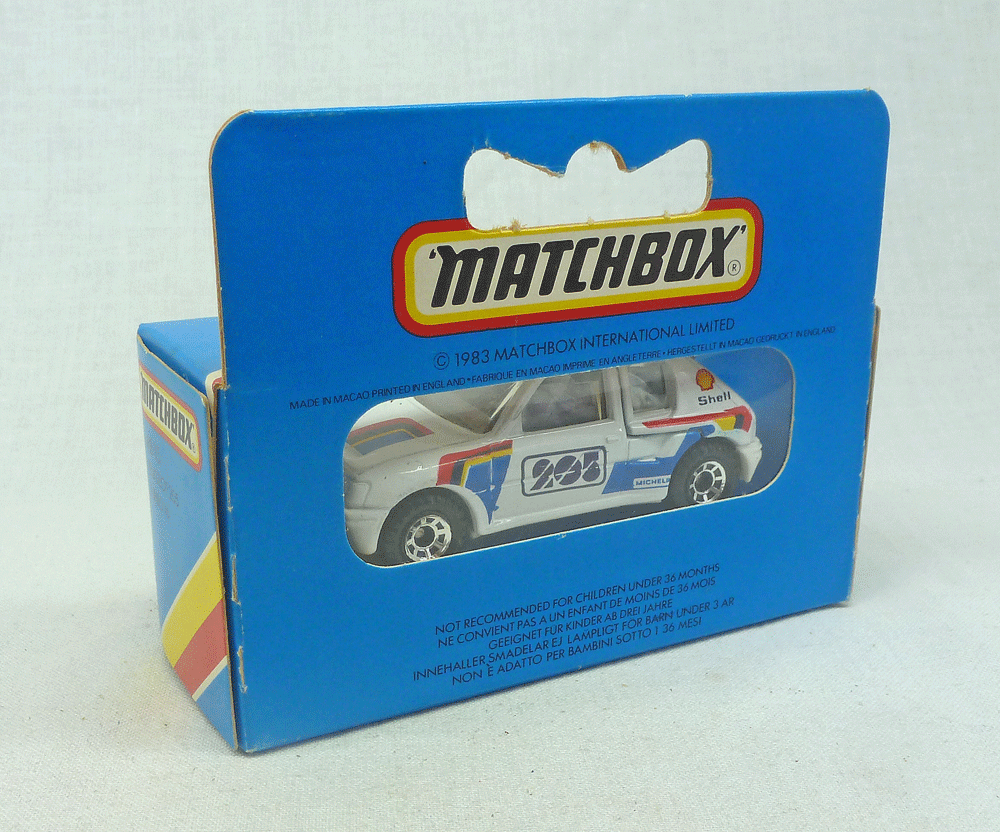 'MATCHBOX'®
© 1983 MATCHBOX INTERNATIONAL LIMITED
MADE IN MACAO PRINTED IN ENGLAND • FABRIQUE EN MACAO IMPRIME EN ANGLETERRE • HERGESTELLT IN MACAO GEDRUCKT IN ENGLAND
Shell
205
MICHELI
NOT RECOMMENDED FOR CHILDREN UNDER 36 MONTHS
NE CONVIENT PAS A UN ENFANT DE MOINS DE 36 MOIS
GEEIGNET FÜR KINDER AB DREI JAHRE
INNEHALLER SMADELAR EJ LAMPLIGT FOR BARN UNDER 3 AR
NON È ADATTO PER BAMBINI SOTTO I 36 MESI
MATCHBOX